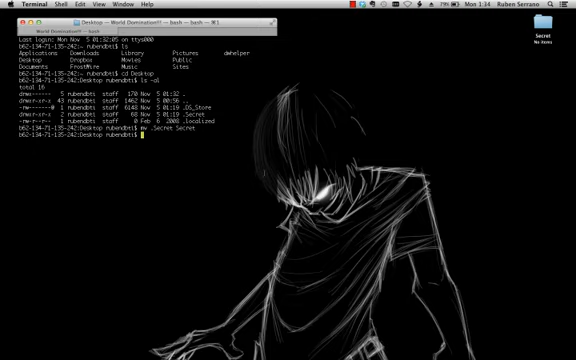 Terminal Shell Edit View Window Help
79% Mon 1:34 Ruben Serrano
Desktop — World Domination!!! — bash — bash — ⌘1
World Domination!!! — bash
Last login: Mon Nov 5 01:32:05 on ttys000
b62-134-71-135-242:~ rubendbti$ ls
Applications Downloads Library Pictures dwhelper
Desktop Dropbox Movies Public
Documents FrostWire Music Sites
b62-134-71-135-242:~ rubendbti$ cd Desktop
b62-134-71-135-242:Desktop rubendbti$ ls -al
total 16
drwx------ 5 rubendbti staff 170 Nov 5 01:32 .
drwxr-xr-x 43 rubendbti staff 1462 Nov 5 00:56 ..
1 rubendbti staff 6148 Nov 5 01:19 .DS_Store
drwxr-xr-x 2 rubendbti staff 68 Nov 5 01:19 .Secret
-rw-r--r-- 1 rubendbti staff 0 Feb 6 2008 .localized
b62-134-71-135-242:Desktop rubendbti$ mv .Secret Secret
b62-134-71-135-242:Desktop rubendbti$
Secret
No items